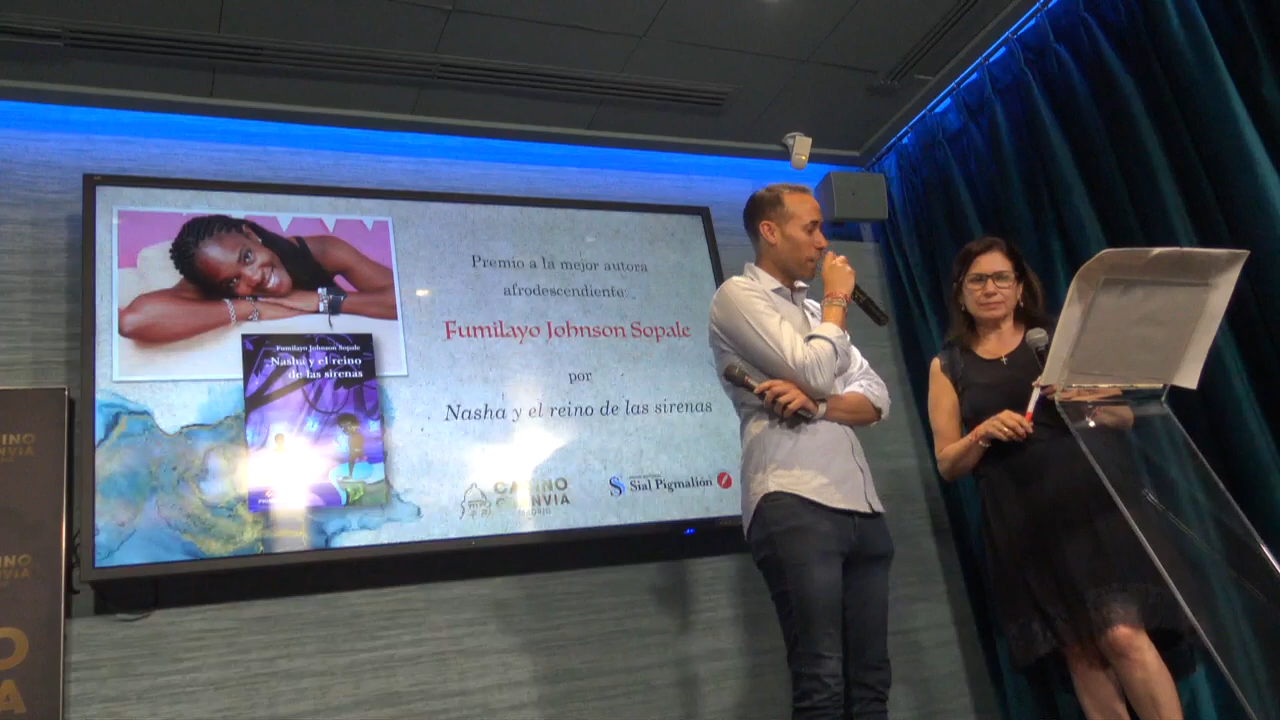 Premio a la mejor autora
afrodescendiente:
Fumilayo Johnson Sopale
por
Nasha y el reino de las sirenas
Fumilayo Johnson Sopale
Nasha y el reino
de las sirenas
Sial Pigmalión